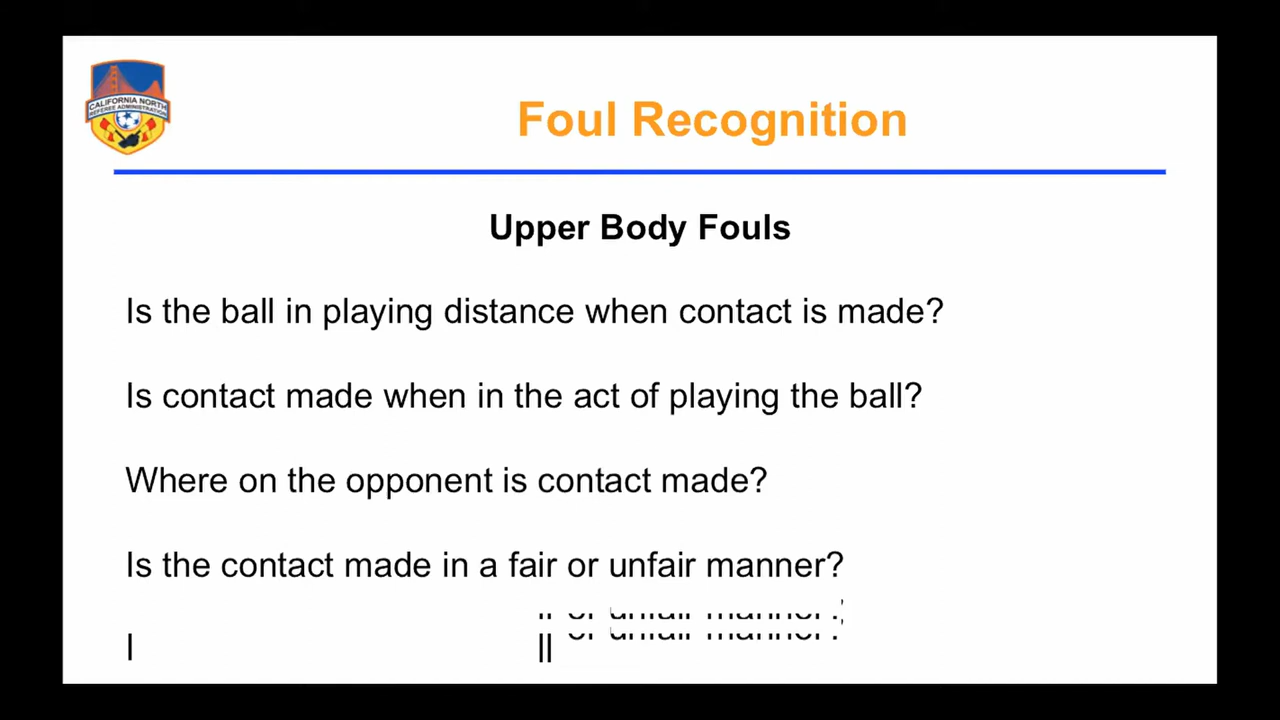 CALIFORNIA NORTH
REFEREE ADMINISTRATION
Foul Recognition
Upper Body Fouls
Is the ball in playing distance when contact is made?
Is contact made when in the act of playing the ball?
Where on the opponent is contact made?
Is the contact made in a fair or unfair manner?